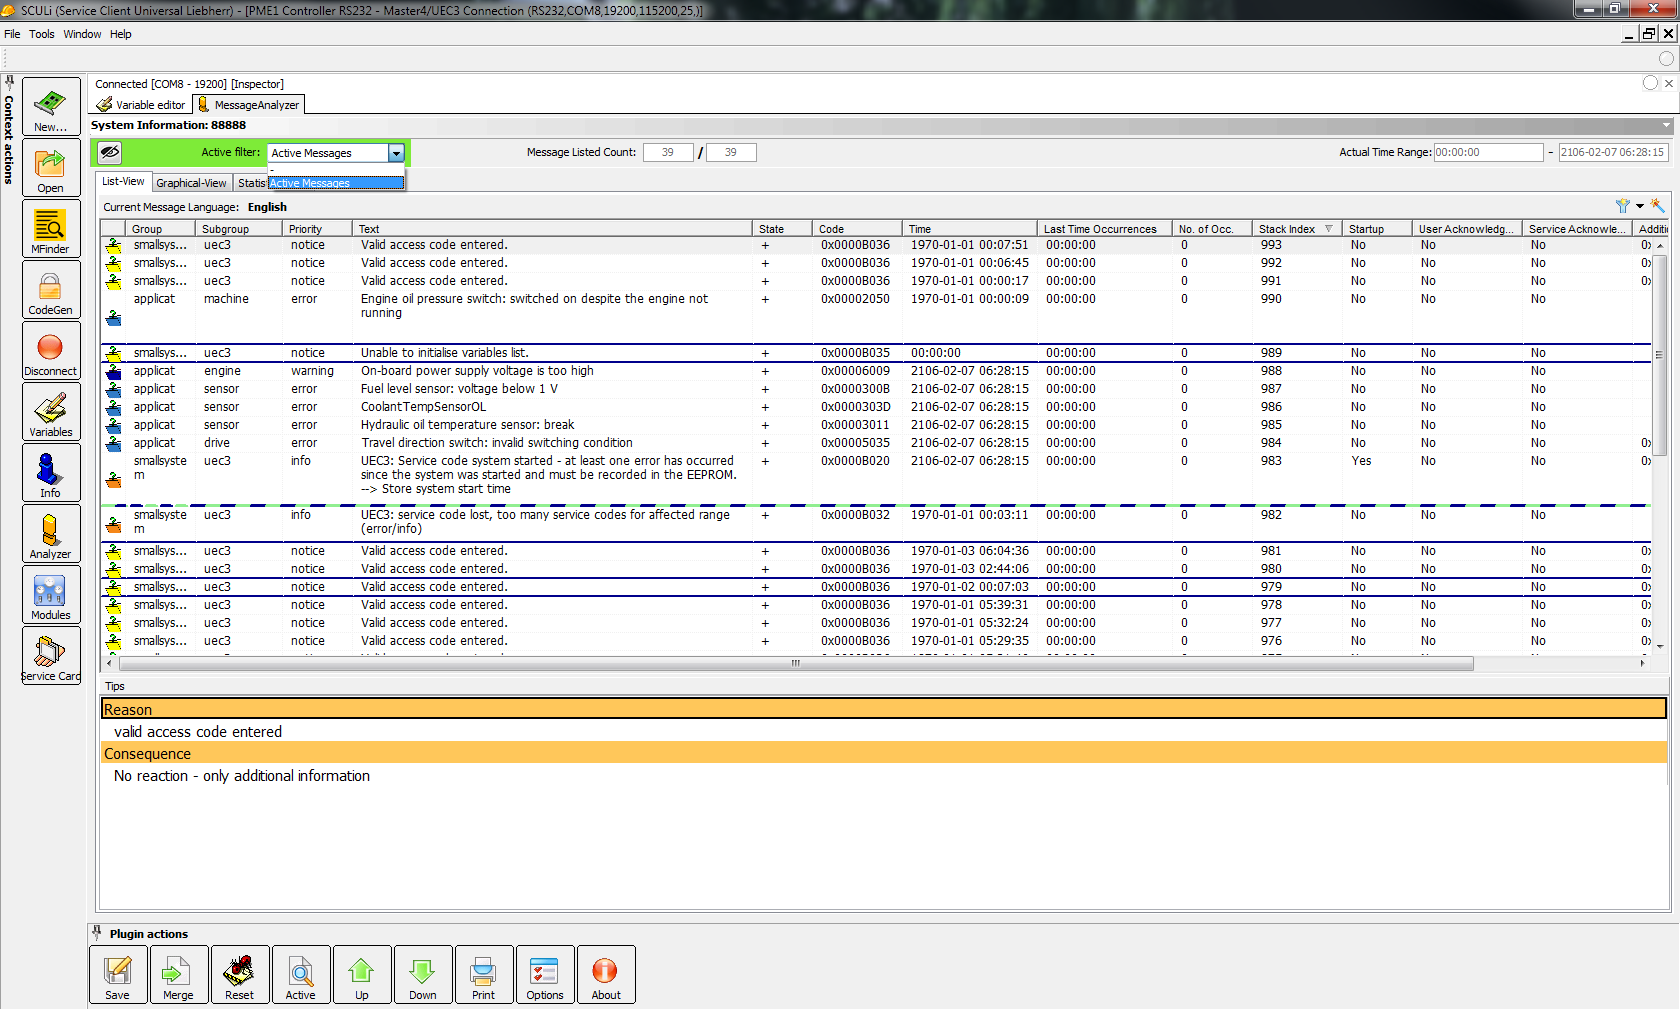 SCULi (Service Client Universal Liebherr) - [PME1 Controller RS232 - Master4/UEC3 Connection (RS232,COM8,19200,115200,25,)]
File Tools Window Help
Context actions
New...
Open
MFinder
CodeGen
Disconnect
Variables
Info
Analyzer
Modules
Service Card
Connected [COM8 - 19200] [Inspector]
Variable editor MessageAnalyzer
System Information: 88888
Active filter: Active Messages Message Listed Count: 39 / 39 Actual Time Range: 00:00:00 - 2106-02-07 06:28:15
-
Active Messages
List-View Graphical-View Statis
Current Message Language: English
Group Subgroup Priority Text State Code Time Last Time Occurrences No. of Occ. Stack Index Startup User Acknowledg... Service Acknowle... Additi
smallsys... uec3 notice Valid access code entered. + 0x0000B036 1970-01-01 00:07:51 00:00:00 0 993 No No No 0x
smallsys... uec3 notice Valid access code entered. + 0x0000B036 1970-01-01 00:06:45 00:00:00 0 992 No No No 0x
smallsys... uec3 notice Valid access code entered. + 0x0000B036 1970-01-01 00:00:17 00:00:00 0 991 No No No 0x
applicat machine error Engine oil pressure switch: switched on despite the engine not + 0x00002050 1970-01-01 00:00:09 00:00:00 0 990 No No No
running
smallsys... uec3 notice Unable to initialise variables list. + 0x0000B035 00:00:00 00:00:00 0 989 No No No
applicat engine warning On-board power supply voltage is too high + 0x00006009 2106-02-07 06:28:15 00:00:00 0 988 No No No
applicat sensor error Fuel level sensor: voltage below 1 V + 0x0000300B 2106-02-07 06:28:15 00:00:00 0 987 No No No
applicat sensor error CoolantTempSensorOL + 0x0000303D 2106-02-07 06:28:15 00:00:00 0 986 No No No
applicat sensor error Hydraulic oil temperature sensor: break + 0x00003011 2106-02-07 06:28:15 00:00:00 0 985 No No No
applicat drive error Travel direction switch: invalid switching condition + 0x00005035 2106-02-07 06:28:15 00:00:00 0 984 No No No 0x
smallsyste uec3 info UEC3: Service code system started - at least one error has occurred + 0x0000B020 2106-02-07 06:28:15 00:00:00 0 983 Yes No No 0x
m since the system was started and must be recorded in the EEPROM.
--> Store system start time
smallsyste uec3 info UEC3: service code lost, too many service codes for affected range + 0x0000B032 1970-01-01 00:03:11 00:00:00 0 982 No No No
m (error/info)
smallsys... uec3 notice Valid access code entered. + 0x0000B036 1970-01-03 06:04:36 00:00:00 0 981 No No No 0x
smallsys... uec3 notice Valid access code entered. + 0x0000B036 1970-01-03 02:44:06 00:00:00 0 980 No No No 0x
smallsys... uec3 notice Valid access code entered. + 0x0000B036 1970-01-02 00:07:03 00:00:00 0 979 No No No 0x
smallsys... uec3 notice Valid access code entered. + 0x0000B036 1970-01-01 05:39:31 00:00:00 0 978 No No No 0x
smallsys... uec3 notice Valid access code entered. + 0x0000B036 1970-01-01 05:32:24 00:00:00 0 977 No No No 0x
smallsys... uec3 notice Valid access code entered. + 0x0000B036 1970-01-01 05:29:35 00:00:00 0 976 No No No 0x
Tips
Reason
valid access code entered
Consequence
No reaction - only additional information
Plugin actions
Save Merge Reset Active Up Down Print Options About